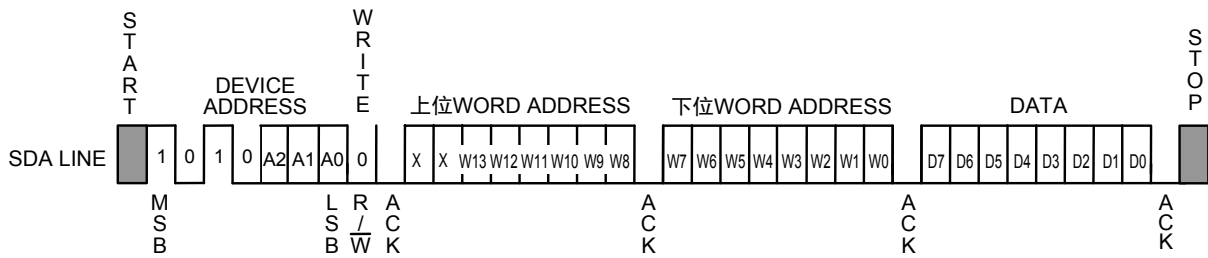 START
WRITE
STOP
DEVICE
ADDRESS
上位WORD ADDRESS
下位WORD ADDRESS
DATA
SDA LINE
1 0 1 0 A2 A1 A0 0
X X W13 W12 W11 W10 W9 W8
W7 W6 W5 W4 W3 W2 W1 W0
D7 D6 D5 D4 D3 D2 D1 D0
MSB
LSB
R/W
ACK
ACK
ACK
ACK